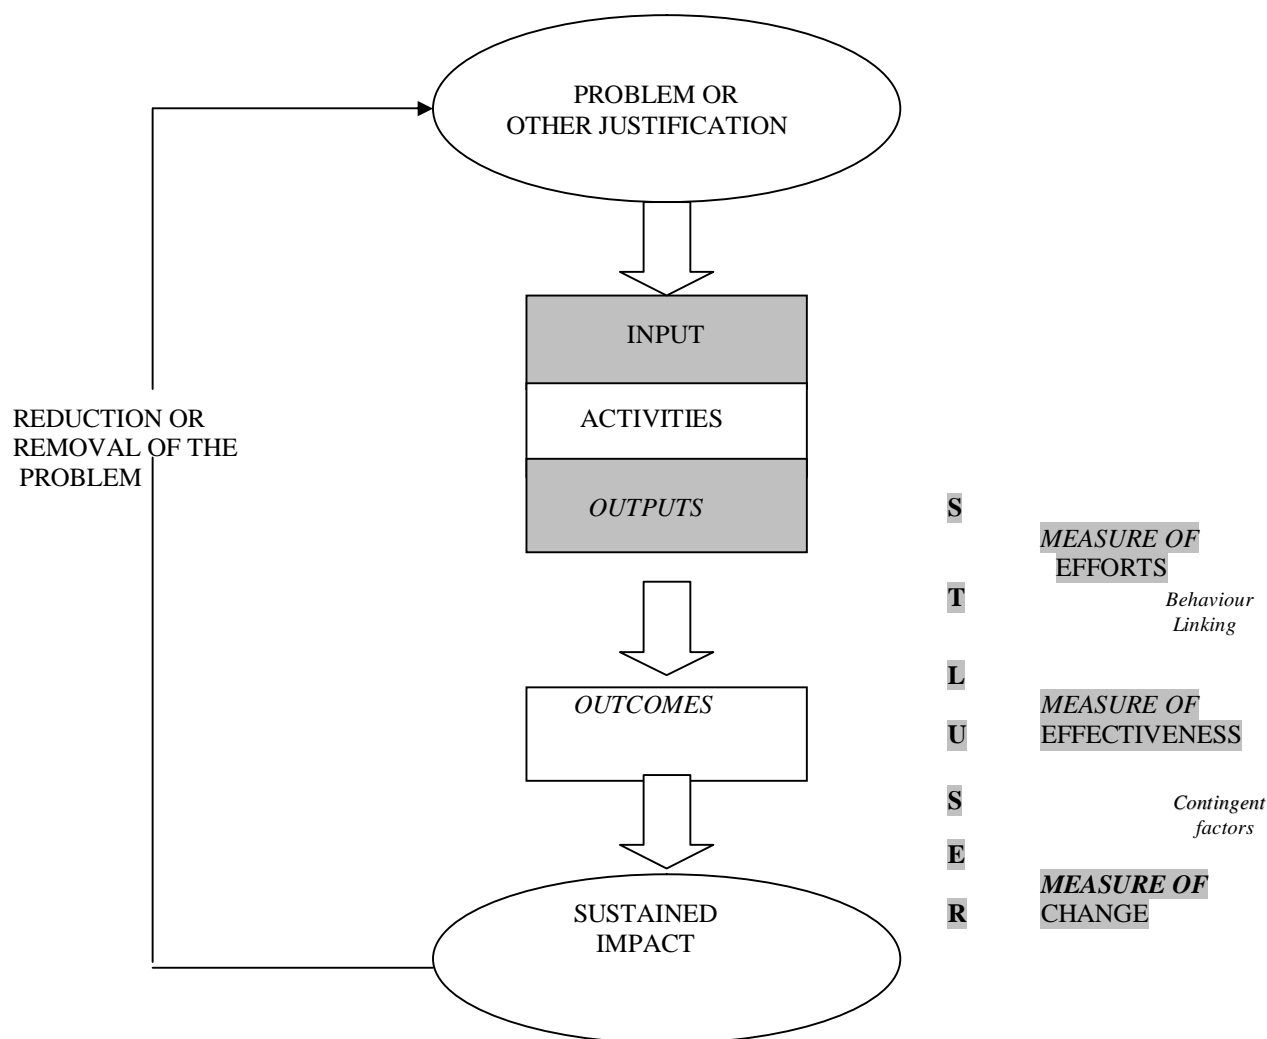 PROBLEM OR
OTHER JUSTIFICATION
INPUT
ACTIVITIES
OUTPUTS
REDUCTION OR
REMOVAL OF THE
PROBLEM
OUTCOMES
SUSTAINED
IMPACT
S
T
L
U
S
E
R
MEASURE OF
EFFORTS
Behaviour
Linking
MEASURE OF
EFFECTIVENESS
Contingent
factors
MEASURE OF
CHANGE